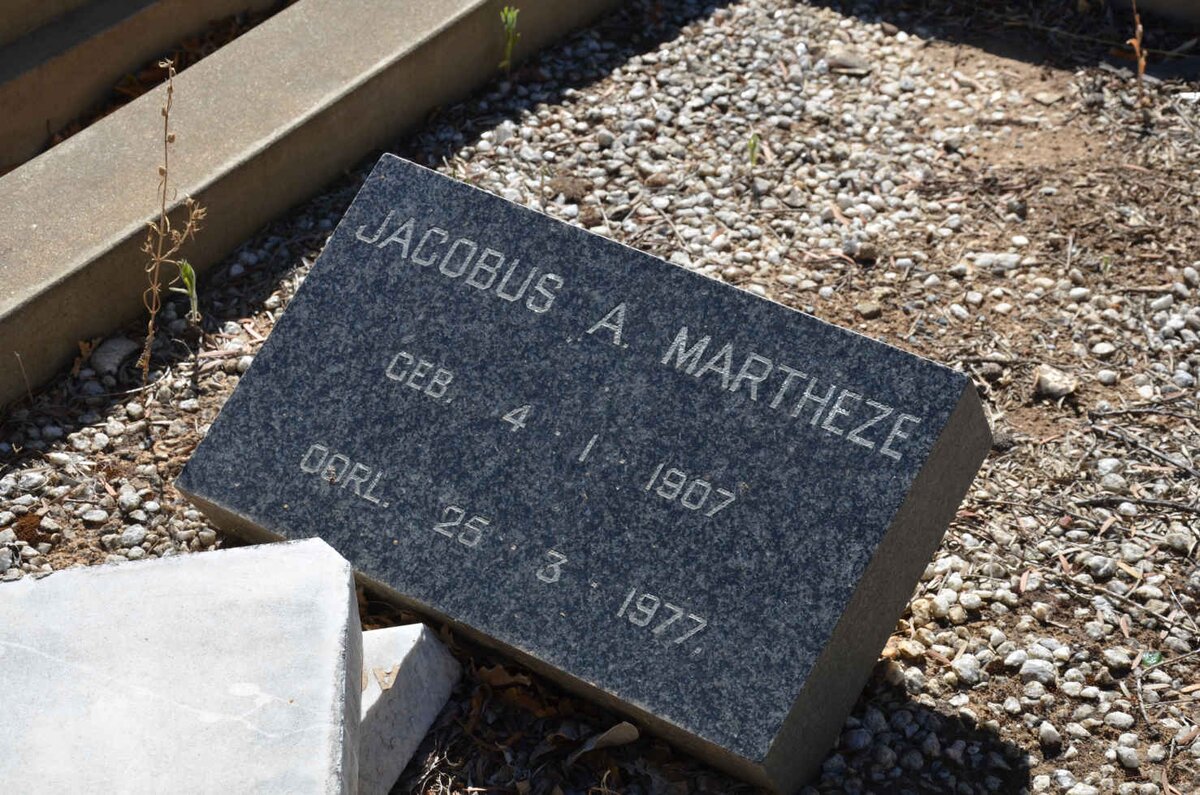 JACOBUS A. MARTHEZE
GEB. 4 · 1 · 1907
OORL. 25 · 3 · 1977